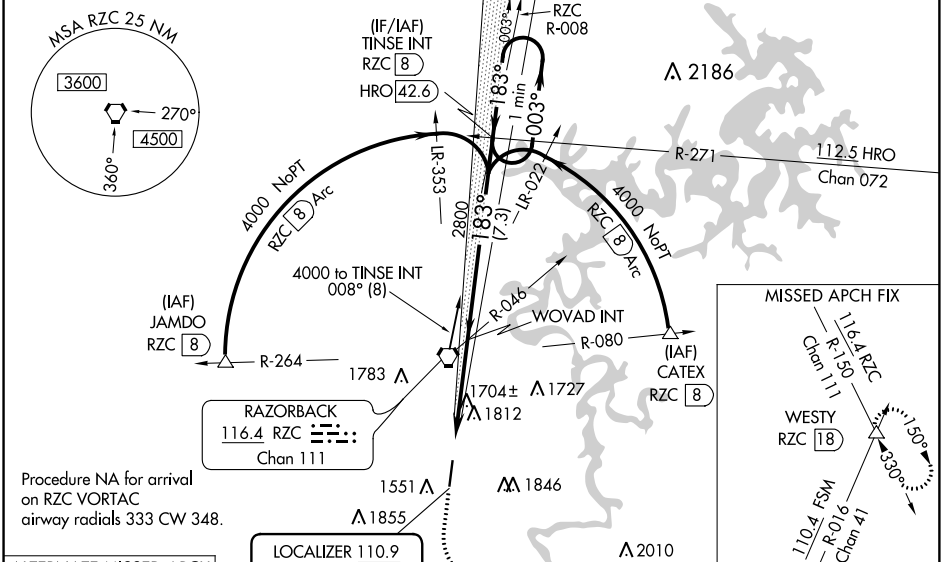 MSA RZC 25 NM
3600
270°
4500
360°
(IF/IAF)
TINSE INT
RZC 8
HRO 42.6
RZC
R-008
003°
183°
1 min
003°
2186
R-271
112.5 HRO
Chan 072
4000 NoPT
RZC 8 Arc
LR-353
2800
183°
(7.3)
LR-022
4000 NoPT
RZC 8 Arc
4000 to TINSE INT
008° (8)
R-046
WOVAD INT
R-080
(IAF)
JAMDO
RZC 8
R-264
(IAF)
CATEX
RZC 8
1783
1704±
1727
1812
RAZORBACK
116.4 RZC
Chan 111
Procedure NA for arrival
on RZC VORTAC
airway radials 333 CW 348.
1551
1846
1855
LOCALIZER 110.9
2010
MISSED APCH FIX
116.4 RZC
R-150
Chan 111
WESTY
RZC 18
150°
330°
110.4 FSM
R-016
Chan 41